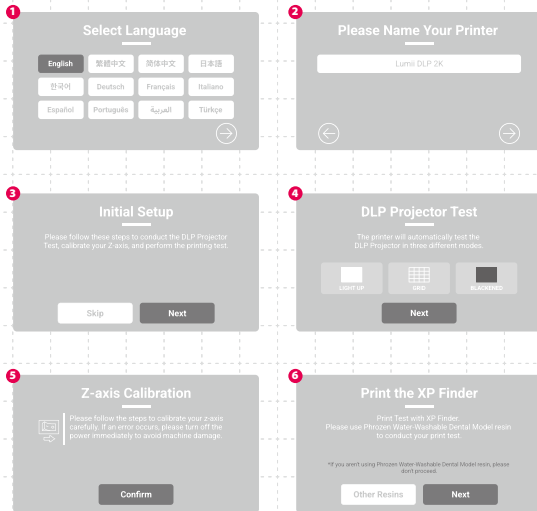 1
Select Language
English 繁體中文 简体中文 日本語
한국어 Deutsch Français Italiano
Español Português العربية Türkçe
2
Please Name Your Printer
Lumii DLP 2K
3
Initial Setup
Please follow these steps to conduct the DLP Projector
Test, calibrate your Z-axis, and perform the printing test.
Skip Next
4
DLP Projector Test
The printer will automatically test the
DLP Projector in three different modes.
LIGHT UP GRID BLACKENED
Next
5
Z-axis Calibration
Please follow the steps to calibrate your z-axis
carefully. If an error occurs, please turn off the
power immediately to avoid machine damage.
Confirm
6
Print the XP Finder
Print Test with XP Finder.
Please use Phrozen Water-Washable Dental Model resin
to conduct your print test.
*If you aren't using Phrozen Water-Washable Dental Model resin, please
don't proceed.
Other Resins Next